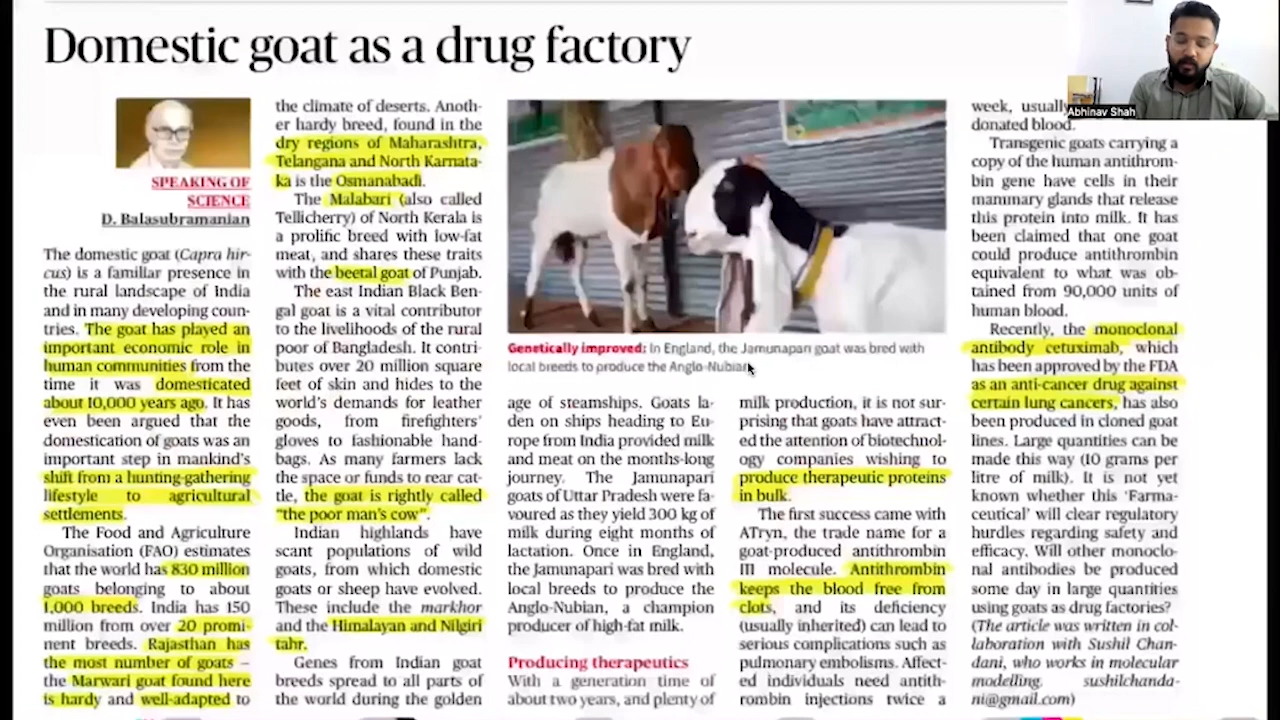 Domestic goat as a drug factory
Abhinav Shah
SPEAKING OF
SCIENCE
D. Balasubramanian
The domestic goat (Capra hir-
cus) is a familiar presence in
the rural landscape of India
and in many developing coun-
tries. The goat has played an
important economic role in
human communities from the
time it was domesticated
about 10,000 years ago. It has
even been argued that the
domestication of goats was an
important step in mankind's
shift from a hunting-gathering
lifestyle to agricultural
settlements.
The Food and Agriculture
Organisation (FAO) estimates
that the world has 830 million
goats belonging to about
1,000 breeds. India has 150
million from over 20 promi-
nent breeds. Rajasthan has
the most number of goats –
the Marwari goat found here
is hardy and well-adapted to
the climate of deserts. Anoth-
er hardy breed, found in the
dry regions of Maharashtra,
Telangana and North Karnata-
ka is the Osmanabadi.
The Malabari (also called
Tellicherry) of North Kerala is
a prolific breed with low-fat
meat, and shares these traits
with the beetal goat of Punjab.
The east Indian Black Ben-
gal goat is a vital contributor
to the livelihoods of the rural
poor of Bangladesh. It contri-
butes over 20 million square
feet of skin and hides to the
world's demands for leather
goods, from firefighters'
gloves to fashionable hand-
bags. As many farmers lack
the space or funds to rear cat-
tle, the goat is rightly called
"the poor man's cow".
Indian highlands have
scant populations of wild
goats, from which domestic
goats or sheep have evolved.
These include the markhor
and the Himalayan and Nilgiri
tahr.
Genes from Indian goat
breeds spread to all parts of
the world during the golden
Genetically improved: In England, the Jamunapari goat was bred with
local breeds to produce the Anglo-Nubian.
age of steamships. Goats la-
den on ships heading to Eu-
rope from India provided milk
and meat on the months-long
journey. The Jamunapari
goats of Uttar Pradesh were fa-
voured as they yield 300 kg of
milk during eight months of
lactation. Once in England,
the Jamunapari was bred with
local breeds to produce the
Anglo-Nubian, a champion
producer of high-fat milk.
Producing therapeutics
With a generation time of
about two years, and plenty of
milk production, it is not sur-
prising that goats have attract-
ed the attention of biotechnol-
ogy companies wishing to
produce therapeutic proteins
in bulk.
The first success came with
ATryn, the trade name for a
goat-produced antithrombin
III molecule. Antithrombin
keeps the blood free from
clots, and its deficiency
(usually inherited) can lead to
serious complications such as
pulmonary embolisms. Affect-
ed individuals need antith-
rombin injections twice a
week, usually
donated blood.
Transgenic goats carrying a
copy of the human antithrom-
bin gene have cells in their
mammary glands that release
this protein into milk. It has
been claimed that one goat
could produce antithrombin
equivalent to what was ob-
tained from 90,000 units of
human blood.
Recently, the monoclonal
antibody cetuximab, which
has been approved by the FDA
as an anti-cancer drug against
certain lung cancers, has also
been produced in cloned goat
lines. Large quantities can be
made this way (10 grams per
litre of milk). It is not yet
known whether this 'Farma-
ceutical' will clear regulatory
hurdles regarding safety and
efficacy. Will other monoclo-
nal antibodies be produced
some day in large quantities
using goats as drug factories?
(The article was written in col-
laboration with Sushil Chan-
dani, who works in molecular
modelling. sushilchanda-
ni@gmail.com)